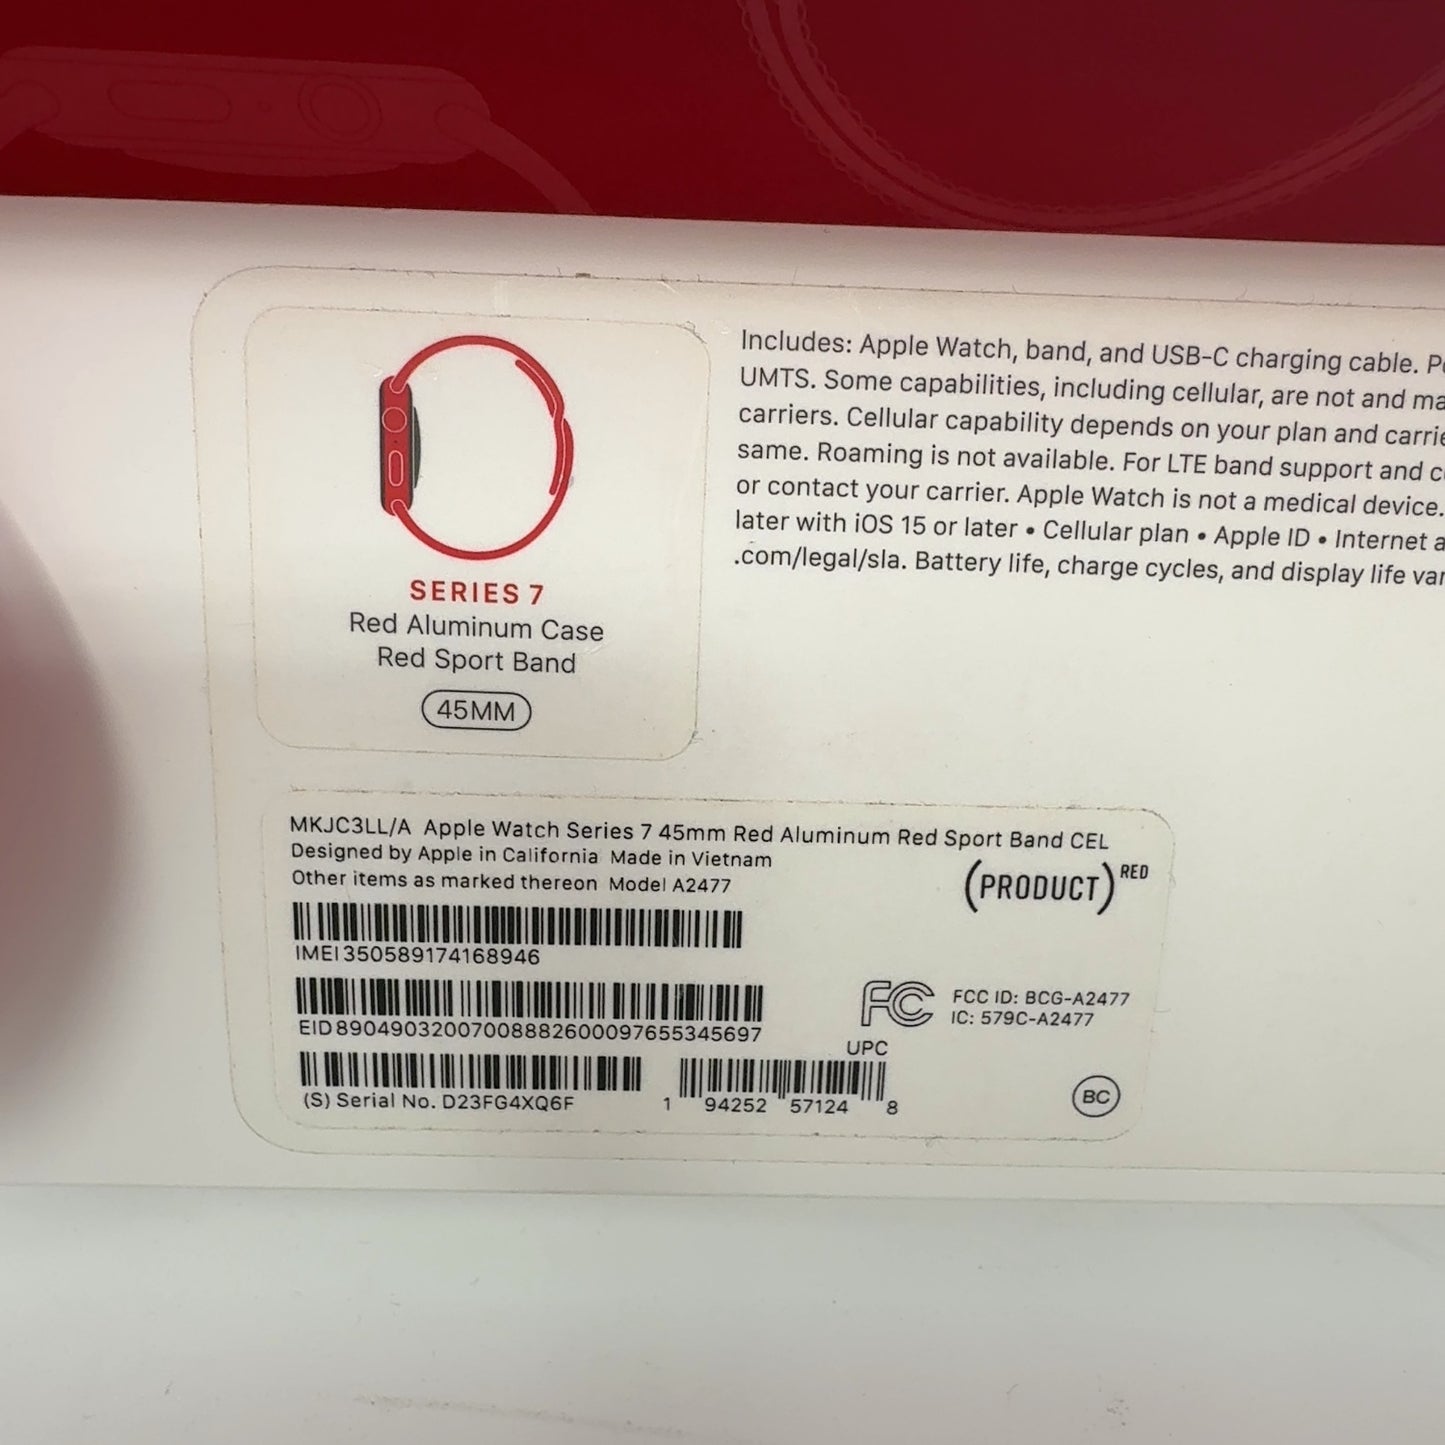 SERIES 7
Red Aluminum Case
Red Sport Band
45MM
Includes: Apple Watch, band, and USB-C charging cable.
UMTS. Some capabilities, including cellular, are not and
carriers. Cellular capability depends on your plan and
same. Roaming is not available. For LTE band support and
or contact your carrier. Apple Watch is not a medical device.
later with iOS 15 or later • Cellular plan • Apple ID • Internet
.com/legal/sla. Battery life, charge cycles, and display life
MKJC3LL/A Apple Watch Series 7 45mm Red Aluminum Red Sport Band CEL
Designed by Apple in California Made in Vietnam
Other items as marked thereon Model A2477
(PRODUCT)RED
IMEI 350589174168946
EID 89049032007008882600097655345697
FC FCC ID: BCG-A2477
IC: 579C-A2477
UPC
(S) Serial No. D23FG4XQ6F
1 94252 57124 8
BC